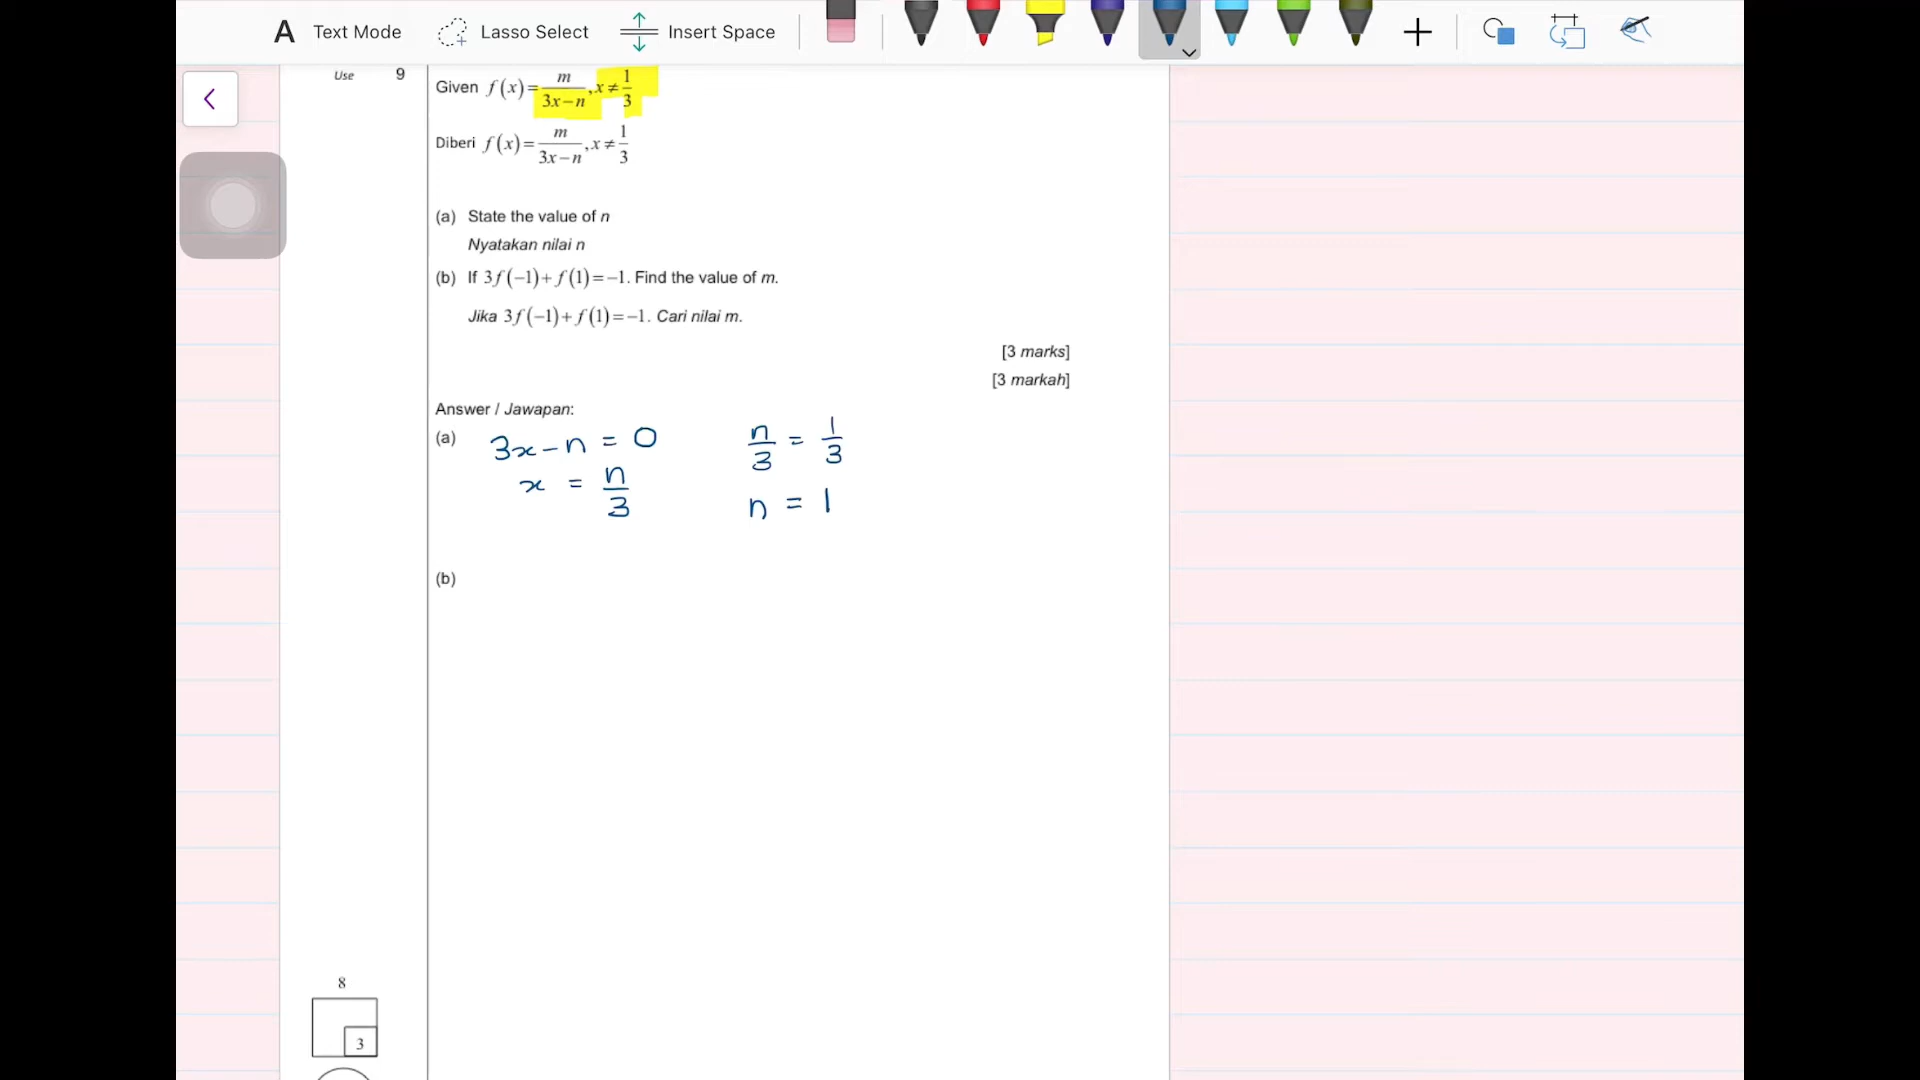 A Text Mode Lasso Select Insert Space
Use 9 Given f(x)=m/(3x−n), x≠1/3
Diberi f(x)=m/(3x−n), x≠1/3
(a) State the value of n
Nyatakan nilai n
(b) If 3f(−1)+f(1)=−1. Find the value of m.
Jika 3f(−1)+f(1)=−1. Cari nilai m.
[3 marks]
[3 markah]
Answer / Jawapan:
(a) 3x−n = 0 n/3 = 1/3
x = n/3 n = 1
(b)
8
3